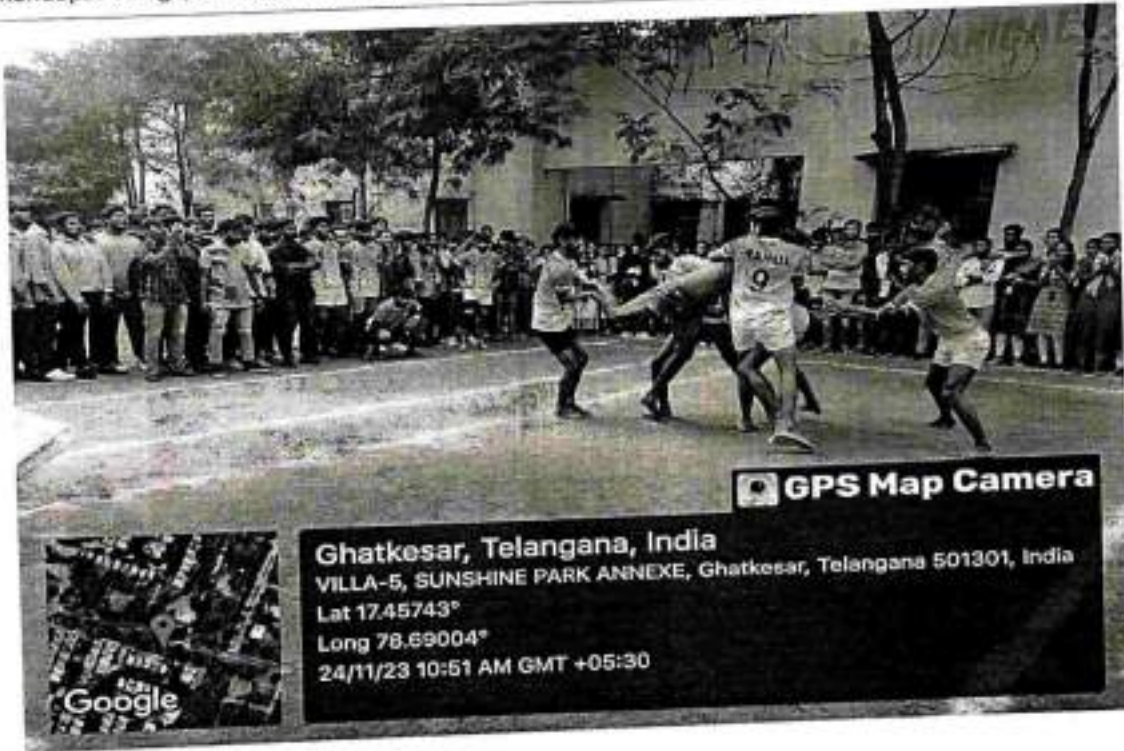 GPS Map Camera
Ghatkesar, Telangana, India
VILLA-5, SUNSHINE PARK ANNEXE, Ghatkesar, Telangana 501301, India
Lat 17.45743°
Long 78.69004°
24/11/23 10:51 AM GMT +05:30
Google
9